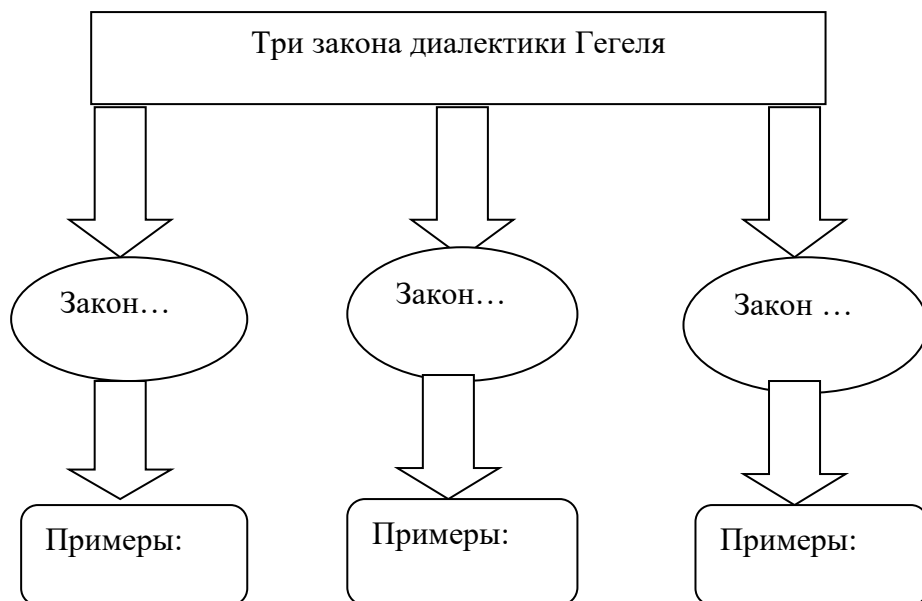 Три закона диалектики Гегеля
Закон…
Закон…
Закон …
Примеры:
Примеры:
Примеры: